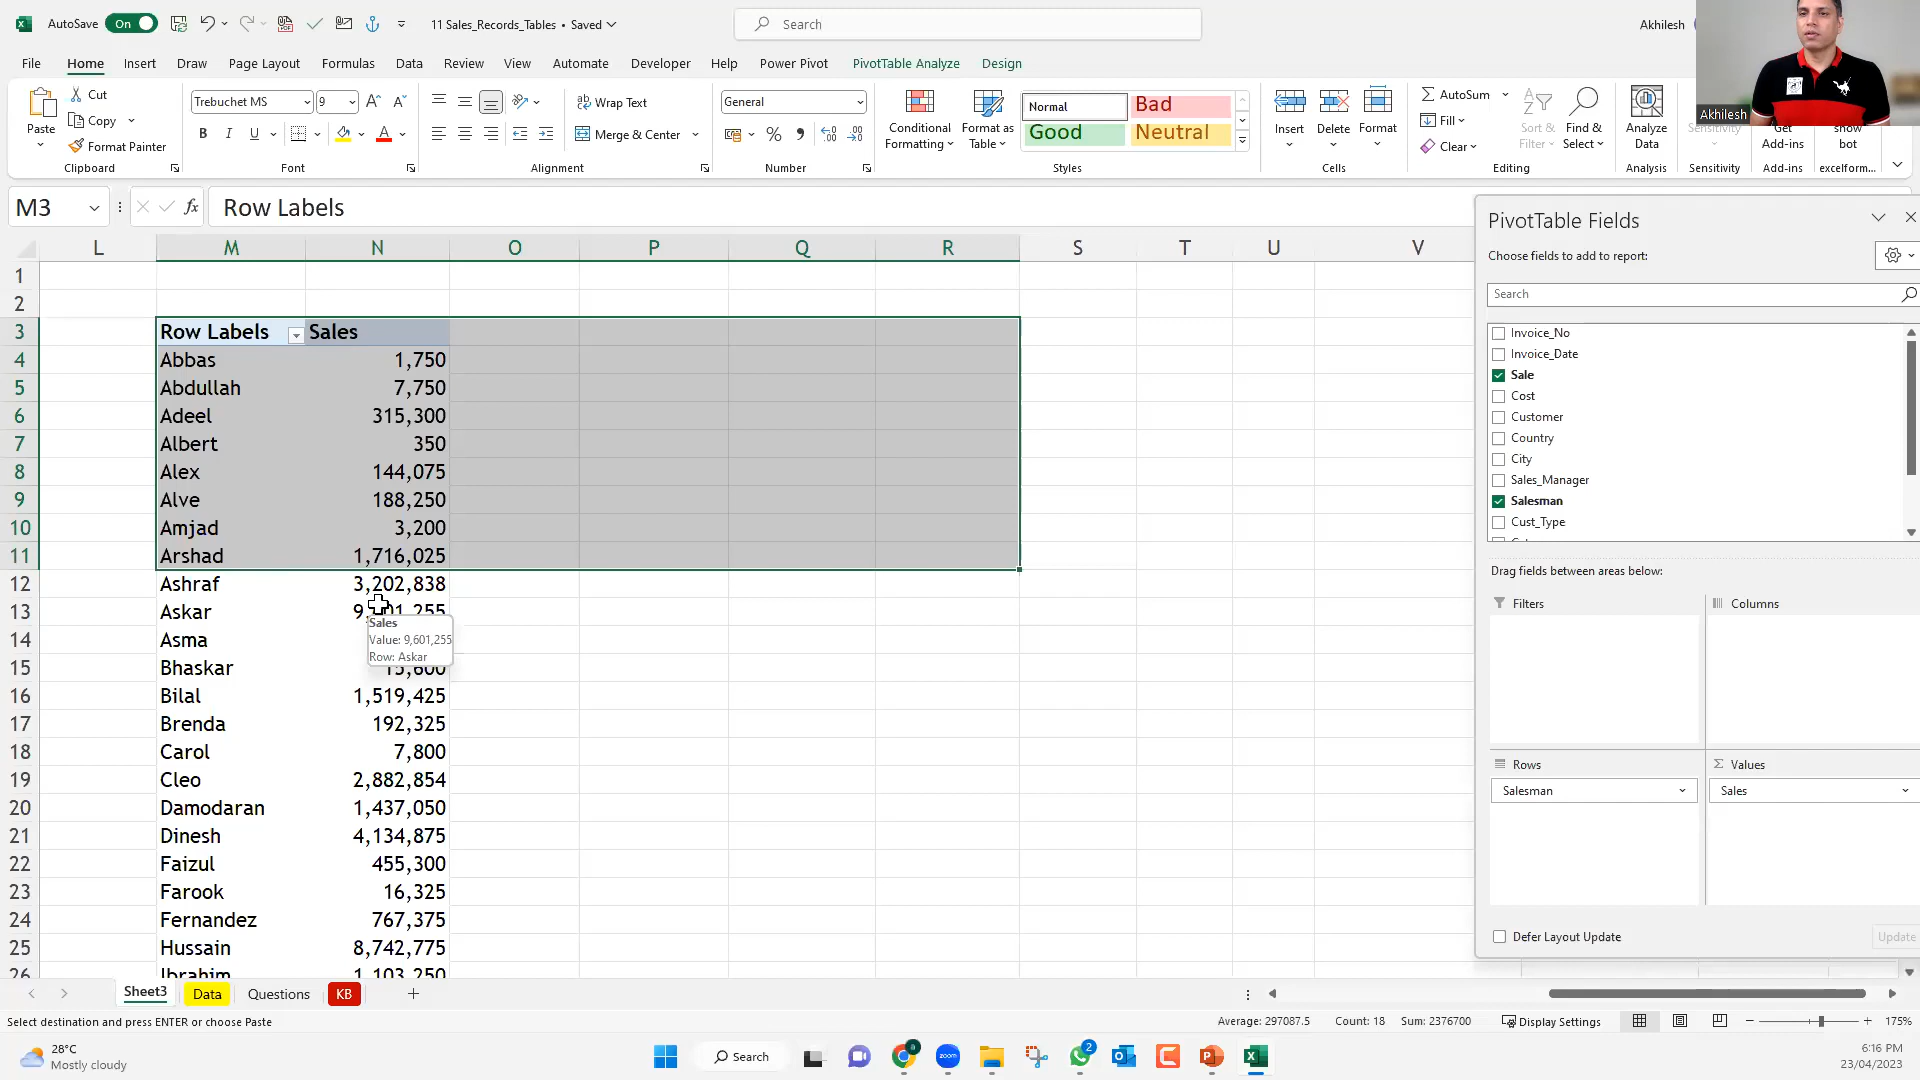 AutoSave On 11 Sales_Records_Tables • Saved Search Akhilesh
File Home Insert Draw Page Layout Formulas Data Review View Automate Developer Help Power Pivot PivotTable Analyze Design
Paste Cut Copy Format Painter Clipboard
Trebuchet MS 9 B I U Font
Wrap Text Merge & Center Alignment
General % Number
Conditional Formatting Format as Table Normal Bad Good Neutral Styles
Insert Delete Format Cells
AutoSum Fill Clear Sort & Filter Find & Select Editing
Analyze Data Analysis
Sensitivity Sensitivity
Get Add-ins Add-ins
show bot excelform...
Akhilesh
M3 fx Row Labels
L M N O P Q R S T U V
1
2
3 Row Labels Sales
4 Abbas 1,750
5 Abdullah 7,750
6 Adeel 315,300
7 Albert 350
8 Alex 144,075
9 Alve 188,250
10 Amjad 3,200
11 Arshad 1,716,025
12 Ashraf 3,202,838
13 Askar 9,601,255
14 Asma
15 Bhaskar 15,600
16 Bilal 1,519,425
17 Brenda 192,325
18 Carol 7,800
19 Cleo 2,882,854
20 Damodaran 1,437,050
21 Dinesh 4,134,875
22 Faizul 455,300
23 Farook 16,325
24 Fernandez 767,375
25 Hussain 8,742,775
26 Ibrahim 1,103,250
Sales
Value: 9,601,255
Row: Askar
PivotTable Fields
Choose fields to add to report:
Search
Invoice_No
Invoice_Date
Sale
Cost
Customer
Country
City
Sales_Manager
Salesman
Cust_Type
Drag fields between areas below:
Filters Columns
Rows Values
Salesman Sales
Defer Layout Update Update
Sheet3 Data Questions KB
Select destination and press ENTER or choose Paste Average: 297087.5 Count: 18 Sum: 2376700 Display Settings 175%
28°C
Mostly cloudy
Search
zoom
2
6:16 PM
23/04/2023